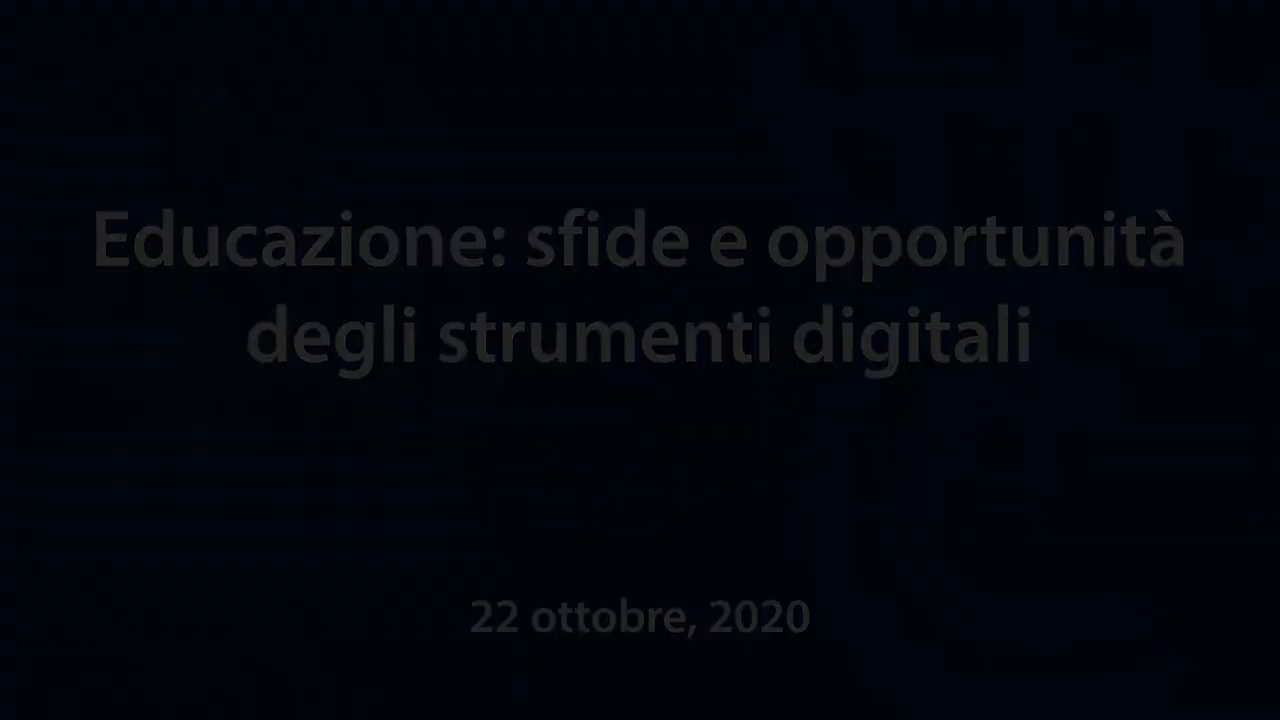 Educazione: sfide e opportunità
degli strumenti digitali
22 ottobre, 2020